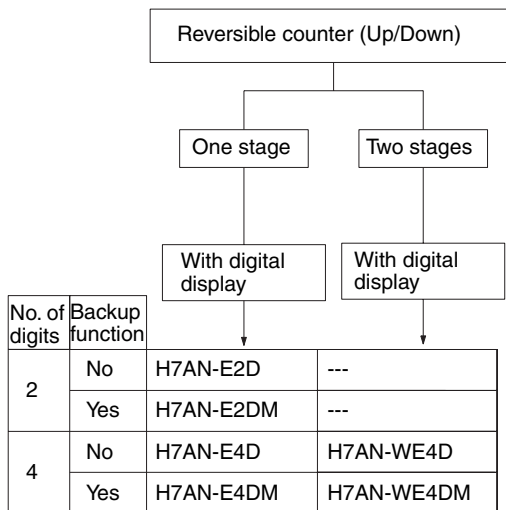 Reversible counter (Up/Down)
One stage
Two stages
With digital
display
With digital
display
No. of
digits
Backup
function
2
No
H7AN-E2D
---
Yes
H7AN-E2DM
---
4
No
H7AN-E4D
H7AN-WE4D
Yes
H7AN-E4DM
H7AN-WE4DM